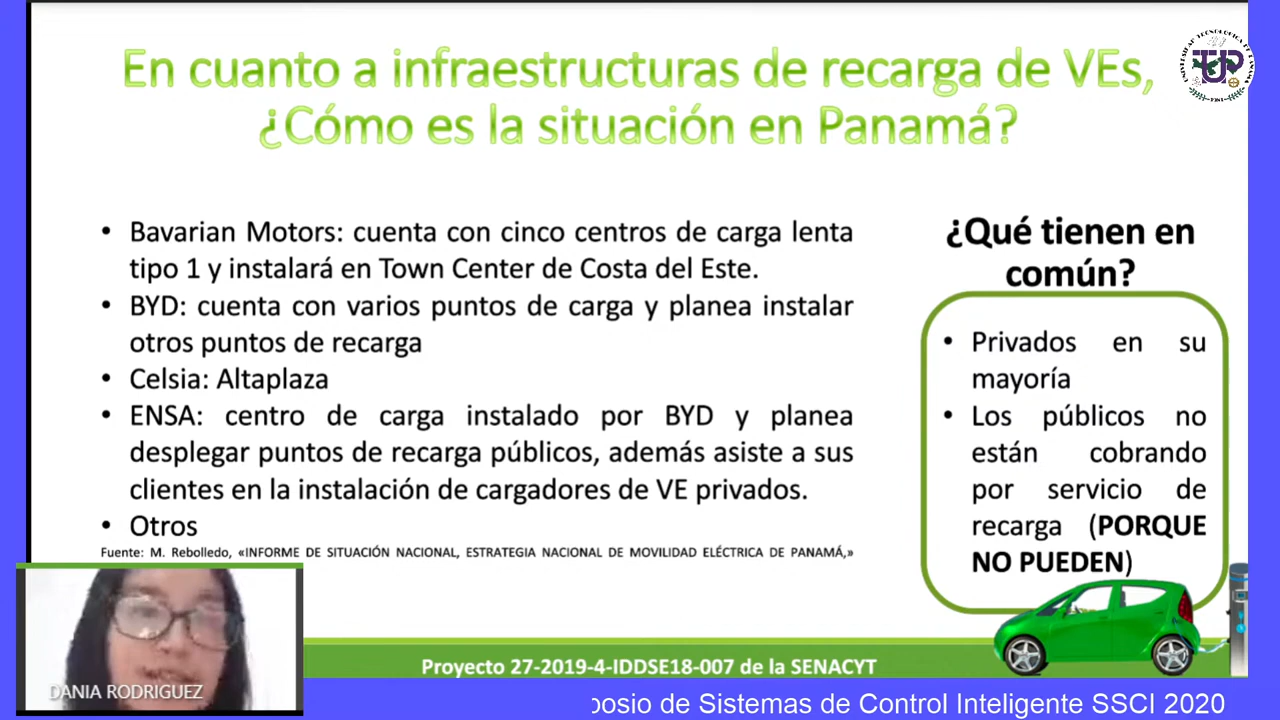 En cuanto a infraestructuras de recarga de VEs,
¿Cómo es la situación en Panamá?
• Bavarian Motors: cuenta con cinco centros de carga lenta
tipo 1 y instalará en Town Center de Costa del Este.
• BYD: cuenta con varios puntos de carga y planea instalar
otros puntos de recarga
• Celsia: Altaplaza
• ENSA: centro de carga instalado por BYD y planea
desplegar puntos de recarga públicos, además asiste a sus
clientes en la instalación de cargadores de VE privados.
• Otros
Fuente: M. Rebolledo, «INFORME DE SITUACIÓN NACIONAL, ESTRATEGIA NACIONAL DE MOVILIDAD ELÉCTRICA DE PANAMÁ,»
¿Qué tienen en
común?
• Privados en su
mayoría
• Los públicos no
están cobrando
por servicio de
recarga (PORQUE
NO PUEDEN)
UNIVERSIDAD TECNOLÓGICA DE PANAMÁ
UTP
DANIA RODRIGUEZ
Proyecto 27-2019-4-IDDSE18-007 de la SENACYT
posio de Sistemas de Control Inteligente SSCI 2020